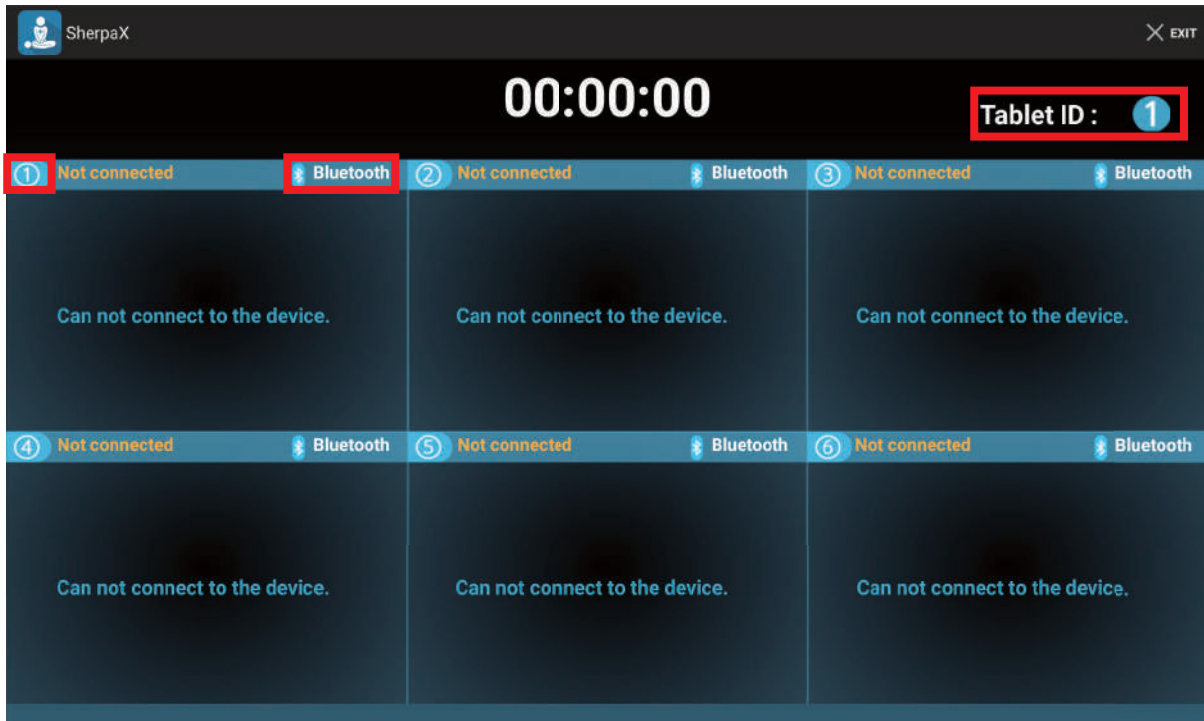 SherpaX
EXIT
00:00:00
Tablet ID : 1
1 Not connected Bluetooth
2 Not connected Bluetooth
3 Not connected Bluetooth
Can not connect to the device.
Can not connect to the device.
Can not connect to the device.
4 Not connected Bluetooth
5 Not connected Bluetooth
6 Not connected Bluetooth
Can not connect to the device.
Can not connect to the device.
Can not connect to the device.